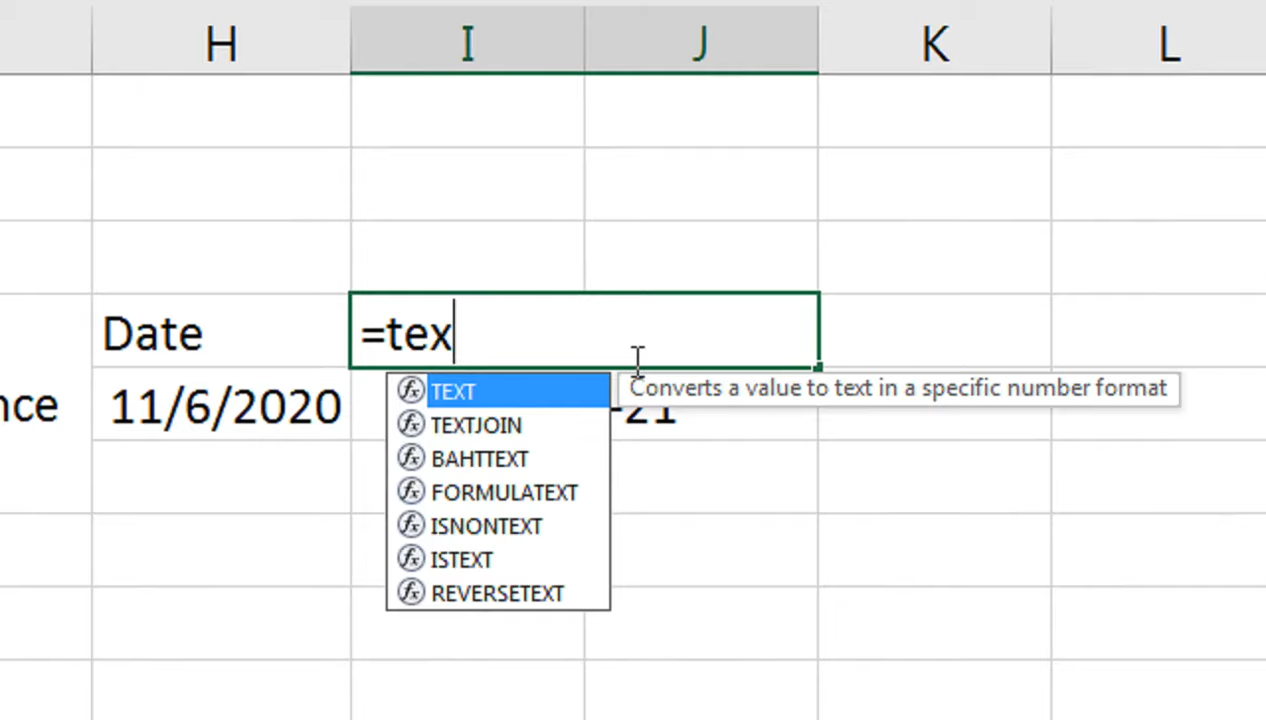 H I J K L
Date =tex
TEXT Converts a value to text in a specific number format
nce 11/6/2020 -21
TEXTJOIN
BAHTTEXT
FORMULATEXT
ISNONTEXT
ISTEXT
REVERSETEXT